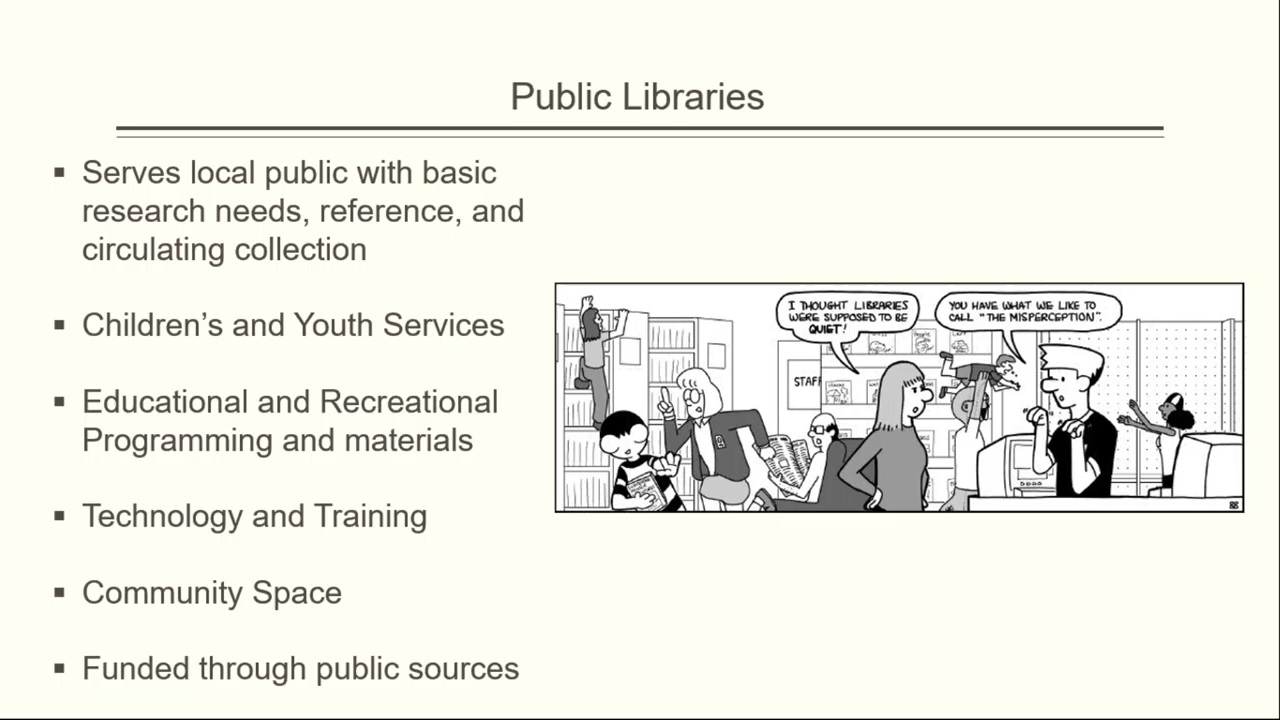 Public Libraries
▪ Serves local public with basic
research needs, reference, and
circulating collection
▪ Children’s and Youth Services
▪ Educational and Recreational
Programming and materials
▪ Technology and Training
▪ Community Space
▪ Funded through public sources
I THOUGHT LIBRARIES
WERE SUPPOSED TO BE
QUIET!
YOU HAVE WHAT WE LIKE TO
CALL "THE MISPERCEPTION".
STAFF